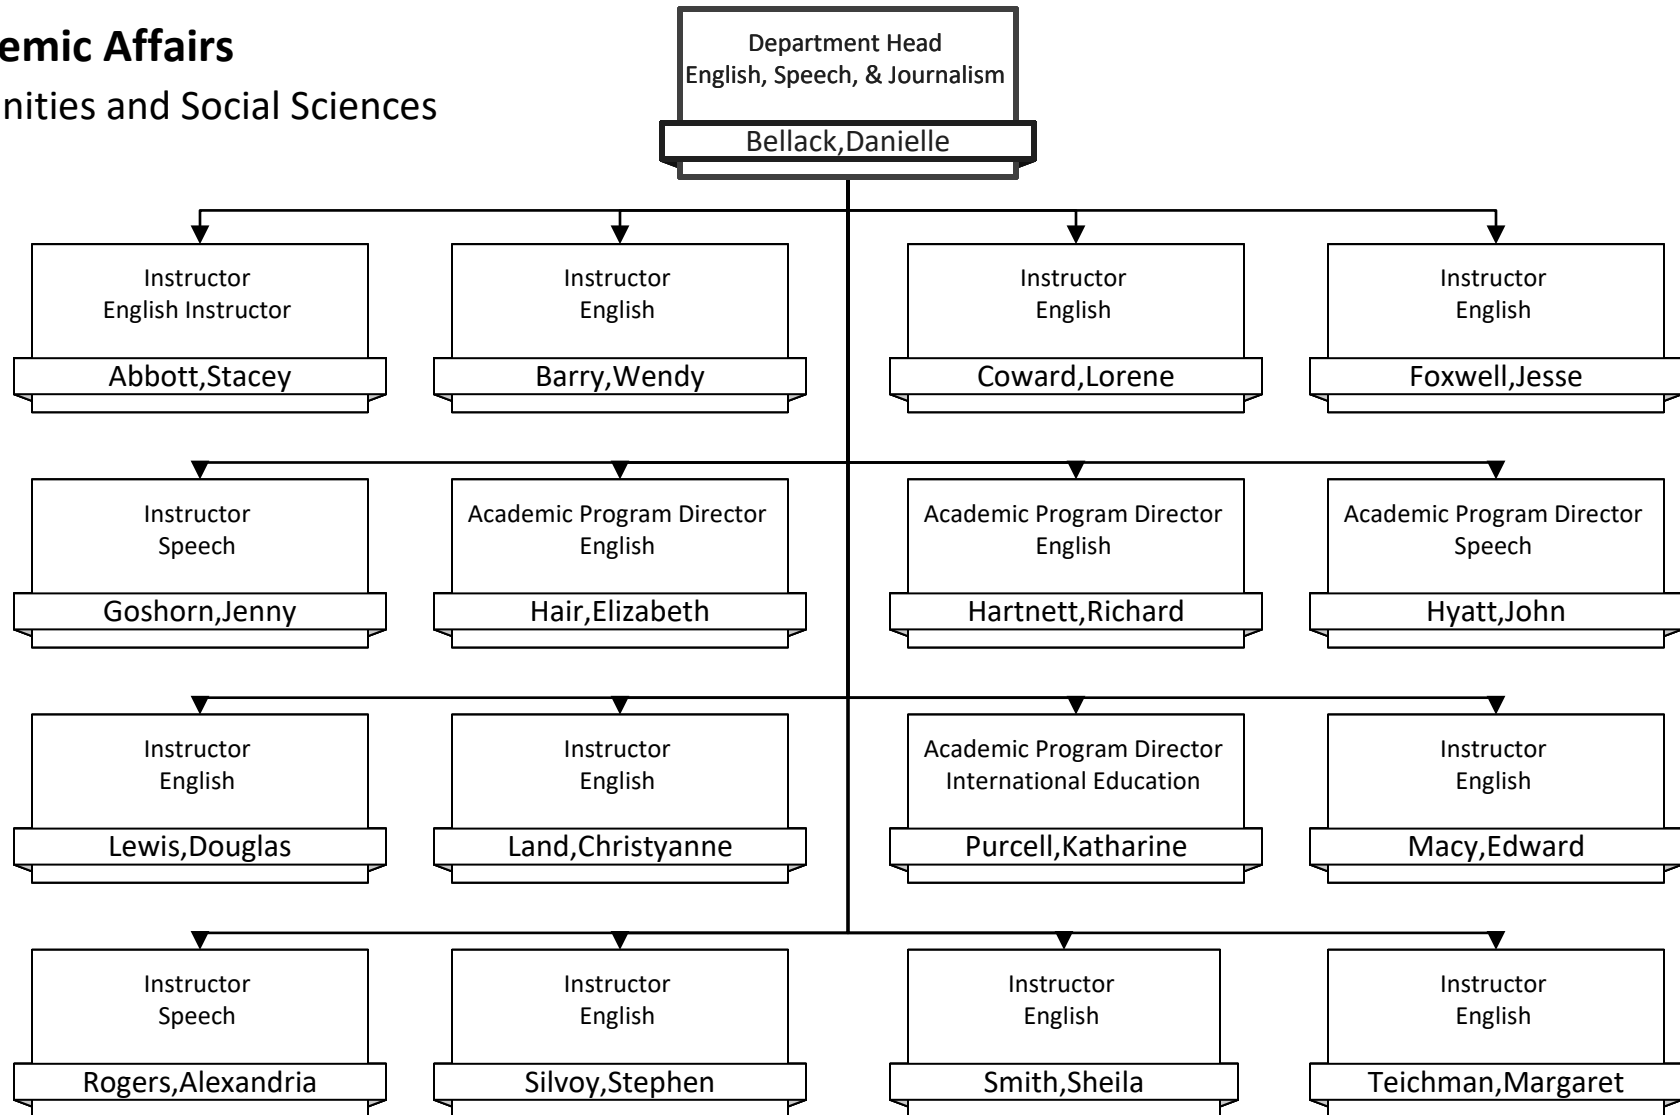 emic Affairs
nities and Social Sciences
Department Head
English, Speech, & Journalism
Bellack,Danielle
Instructor
English Instructor
Abbott,Stacey
Instructor
English
Barry,Wendy
Instructor
English
Coward,Lorene
Instructor
English
Foxwell,Jesse
Instructor
Speech
Goshorn,Jenny
Academic Program Director
English
Hair,Elizabeth
Academic Program Director
English
Hartnett,Richard
Academic Program Director
Speech
Hyatt,John
Instructor
English
Lewis,Douglas
Instructor
English
Land,Christyanne
Academic Program Director
International Education
Purcell,Katharine
Instructor
English
Macy,Edward
Instructor
Speech
Rogers,Alexandria
Instructor
English
Silvoy,Stephen
Instructor
English
Smith,Sheila
Instructor
English
Teichman,Margaret